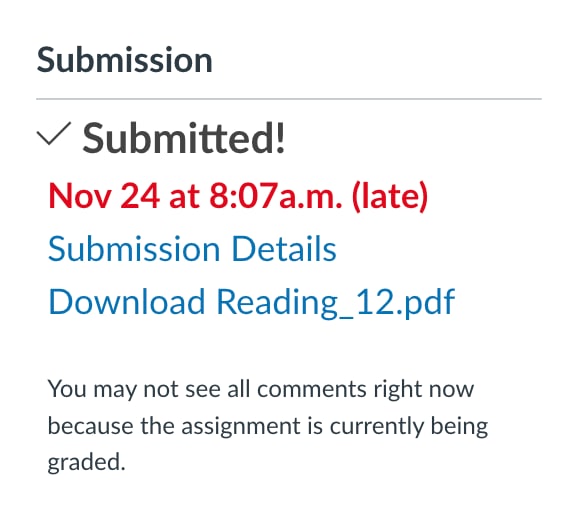 Submission
Submitted!
Nov 24 at 8:07a.m. (late)
Submission Details
Download Reading_12.pdf
You may not see all comments right now
because the assignment is currently being
graded.